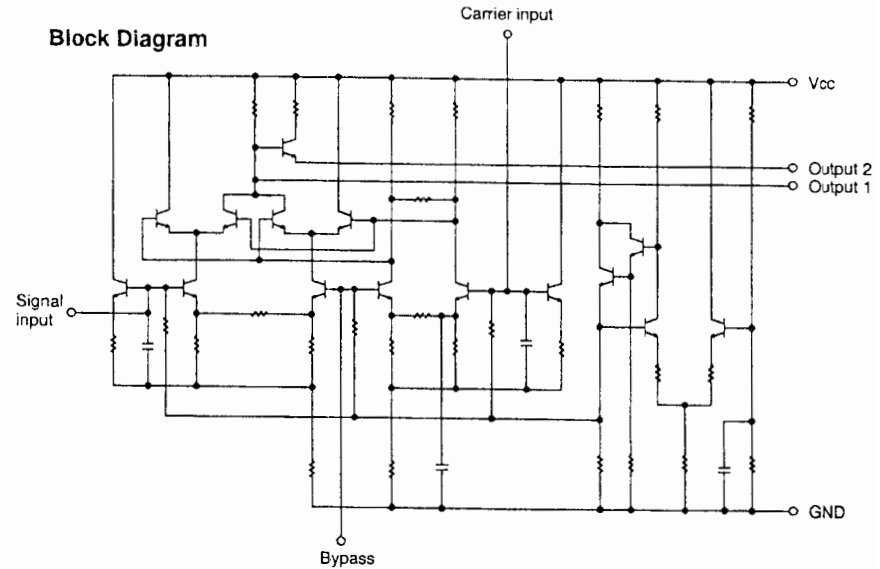 Carrier input
Block Diagram
Vcc
Output 2
Output 1
Signal
input
GND
Bypass